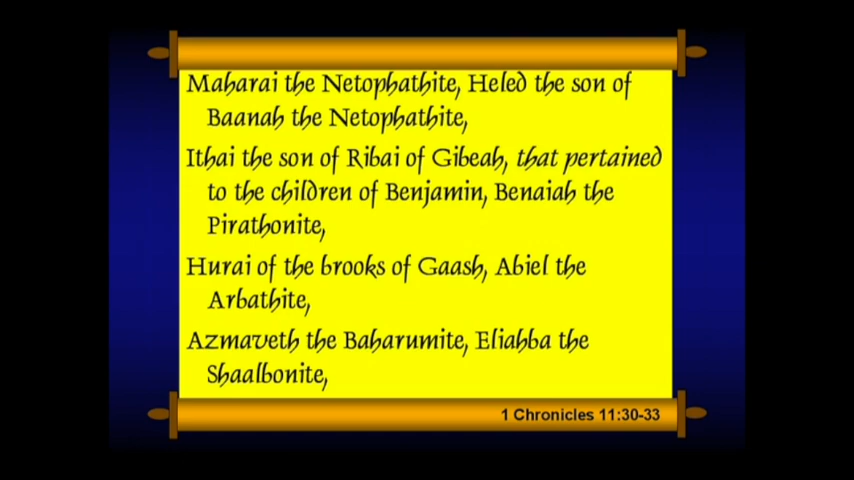 Maharai the Netophathite, Heled the son of
Baanah the Netophathite,
Ithai the son of Ribai of Gibeah, that pertained
to the children of Benjamin, Benaiah the
Pirathonite,
Hurai of the brooks of Gaash, Abiel the
Arbathite,
Azmaveth the Baharumite, Eliahba the
Shaalbonite,
1 Chronicles 11:30-33